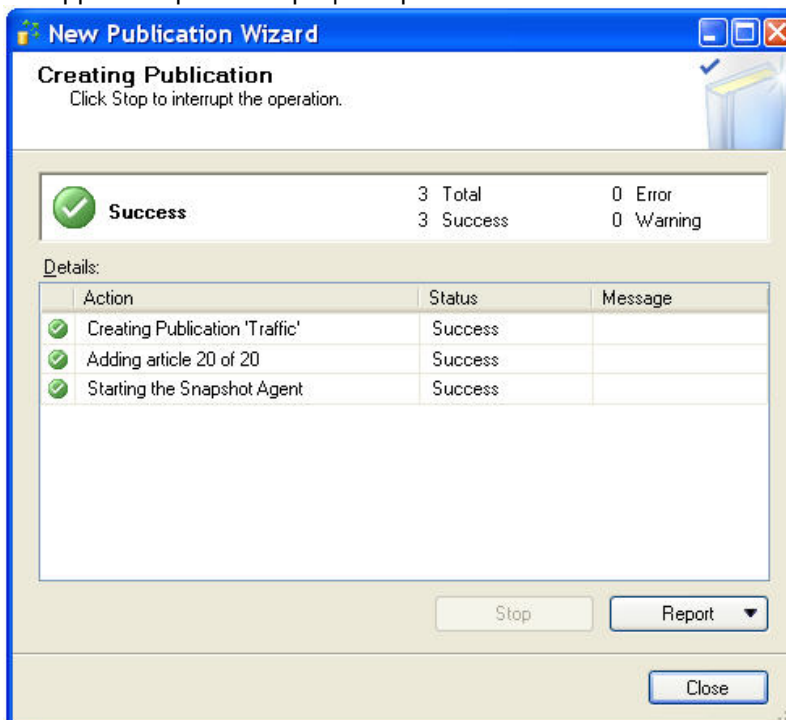 New Publication Wizard
Creating Publication
Click Stop to interrupt the operation.
Success
3 Total
0 Error
3 Success
0 Warning
Details:
Action Status Message
Creating Publication 'Traffic' Success
Adding article 20 of 20 Success
Starting the Snapshot Agent Success
Stop
Report
Close